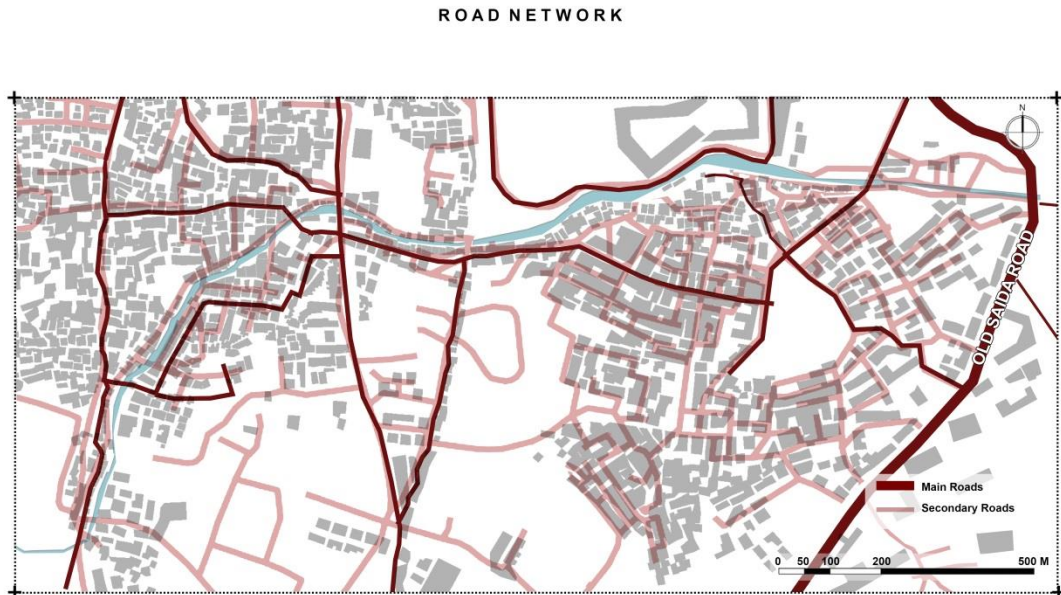 ROAD NETWORK
N
OLD SAIDA ROAD
Main Roads
Secondary Roads
0 50 100 200 500 M